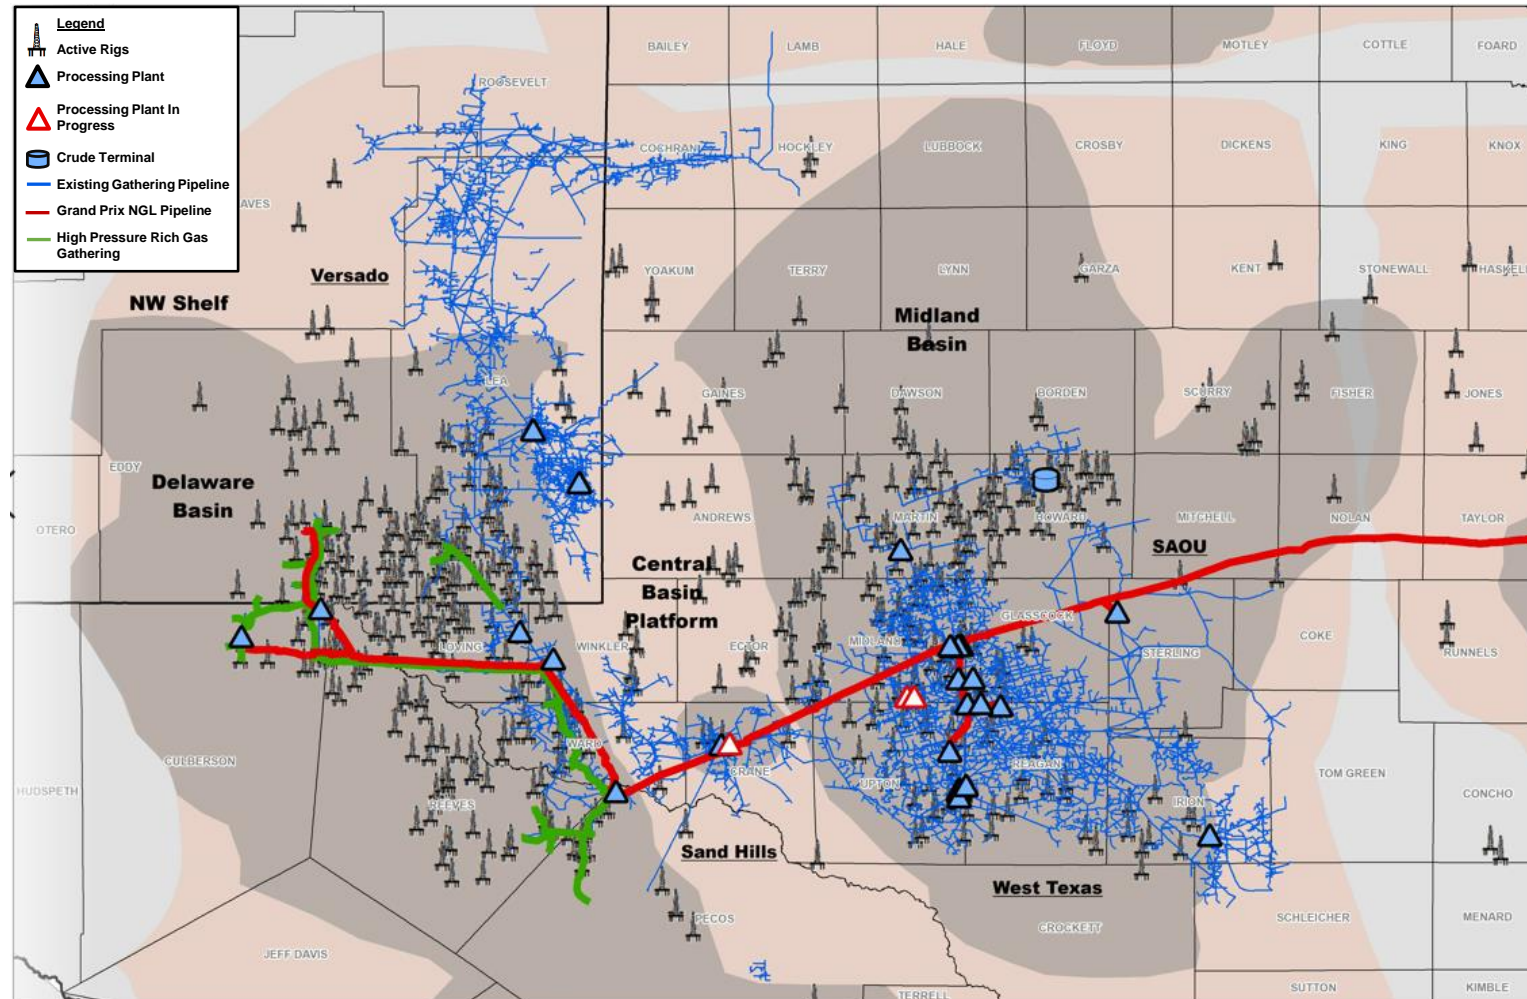 Legend
Active Rigs
Processing Plant
Processing Plant In
Progress
Crude Terminal
Existing Gathering Pipeline
Grand Prix NGL Pipeline
High Pressure Rich Gas
Gathering
BAILEY
LAMB
HALE
FLOYD
MOTLEY
COTTLE
FOARD
ROOSEVELT
COCHRAN
HOCKLEY
LUBBOCK
CROSBY
DICKENS
KING
KNOX
AVES
Versado
NW Shelf
YOAKUM
TERRY
LYNN
GARZA
KENT
STONEWALL
HASKELL
Midland
Basin
LEA
GAINES
DAWSON
BORDEN
SCURRY
FISHER
JONES
EDDY
Delaware
Basin
OTERO
ANDREWS
MARTIN
HOWARD
MITCHELL
NOLAN
TAYLOR
SAOU
Central
Basin
Platform
LOVING
WINKLER
ECTOR
MIDLAND
GLASSCOCK
STERLING
COKE
RUNNELS
CULBERSON
HUDSPETH
WARD
REEVES
CRANE
UPTON
REAGAN
IRION
TOM GREEN
CONCHO
Sand Hills
West Texas
PECOS
CROCKETT
SCHLEICHER
MENARD
JEFF DAVIS
TERRELL
SUTTON
KIMBLE